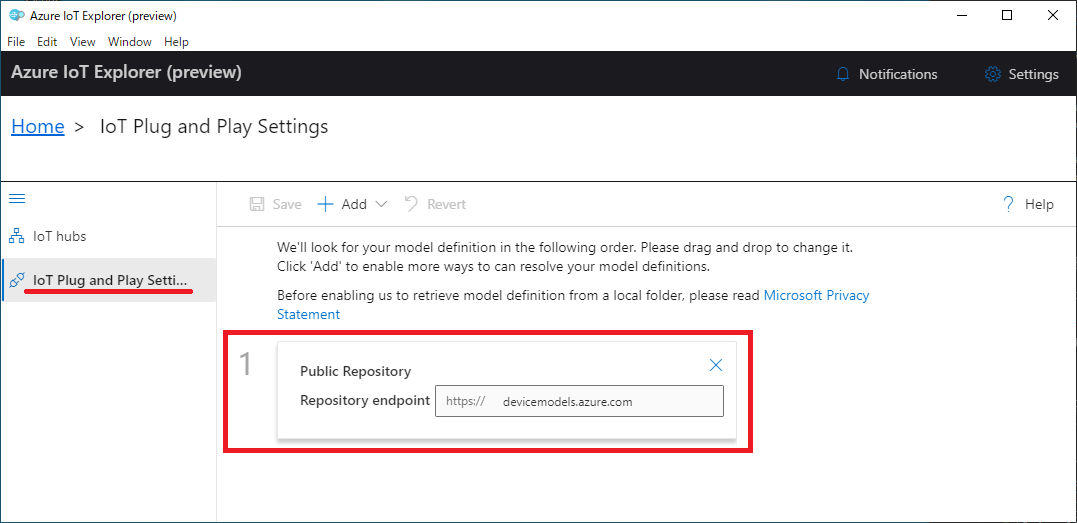 Azure IoT Explorer (preview)
File Edit View Window Help
Azure IoT Explorer (preview)
Notifications
Settings
Home > IoT Plug and Play Settings
Save
Add
Revert
Help
IoT hubs
IoT Plug and Play Setti...
We'll look for your model definition in the following order. Please drag and drop to change it.
Click 'Add' to enable more ways to can resolve your model definitions.
Before enabling us to retrieve model definition from a local folder, please read Microsoft Privacy
Statement
1
Public Repository
Repository endpoint https:// devicemodels.azure.com